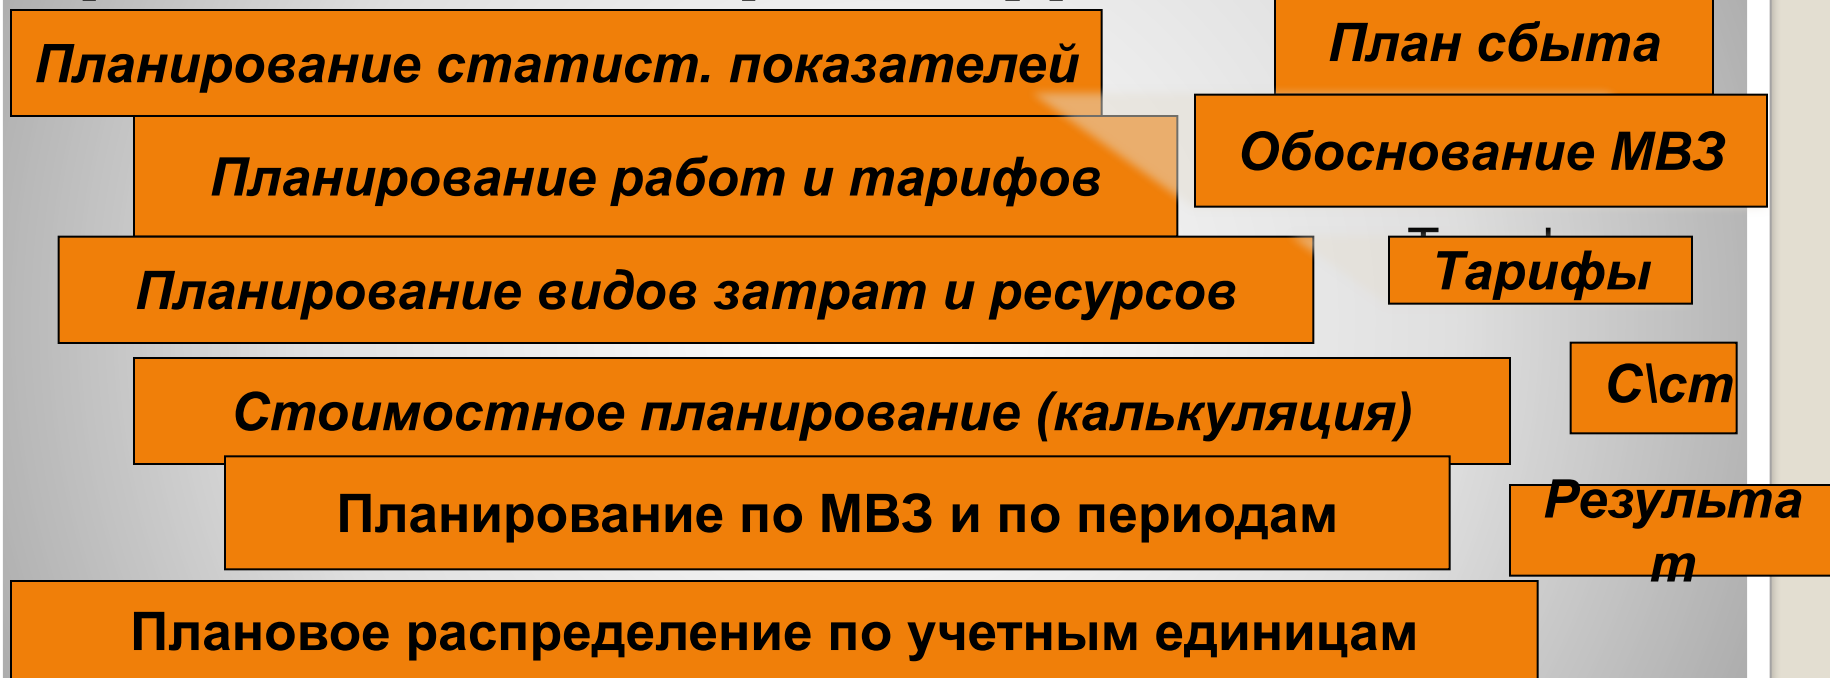 Планирование статист. показателей
План сбыта
Обоснование МВЗ
Планирование работ и тарифов
Тарифы
Планирование видов затрат и ресурсов
С\ст
Стоимостное планирование (калькуляция)
Результа
т
Планирование по МВЗ и по периодам
Плановое распределение по учетным единицам